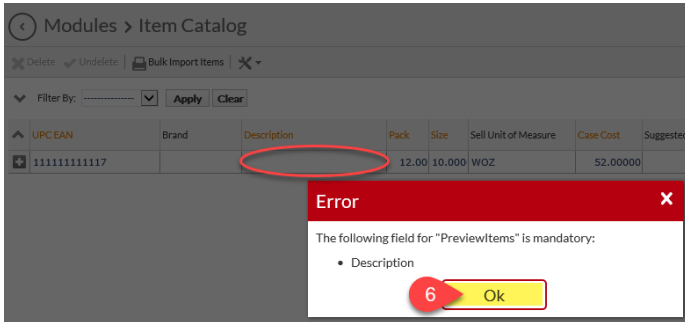 Modules > Item Catalog
Delete Undelete Bulk Import Items
Filter By: -------------- Apply Clear
UPC EAN Brand Description Pack Size Sell Unit of Measure Case Cost Suggested
111111111117 12.00 10.000 WOZ 52.00000
Error
The following field for "PreviewItems" is mandatory:
• Description
6 Ok